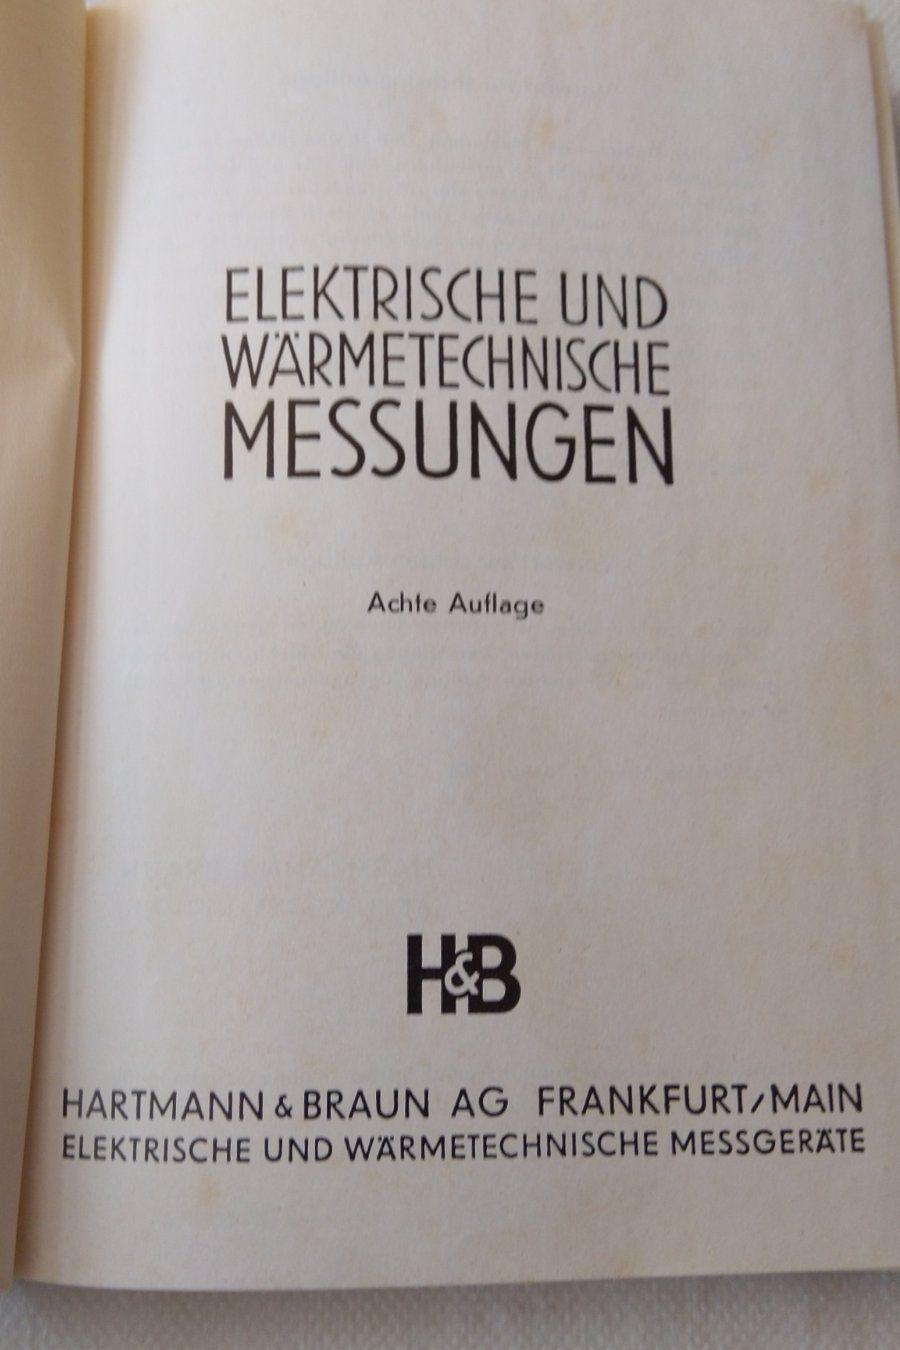 ELEKTRISCHE UND
WÄRMETECHNISCHE
MESSUNGEN
Achte Auflage
H&B
HARTMANN & BRAUN AG FRANKFURT/MAIN
ELEKTRISCHE UND WÄRMETECHNISCHE MESSGERÄTE